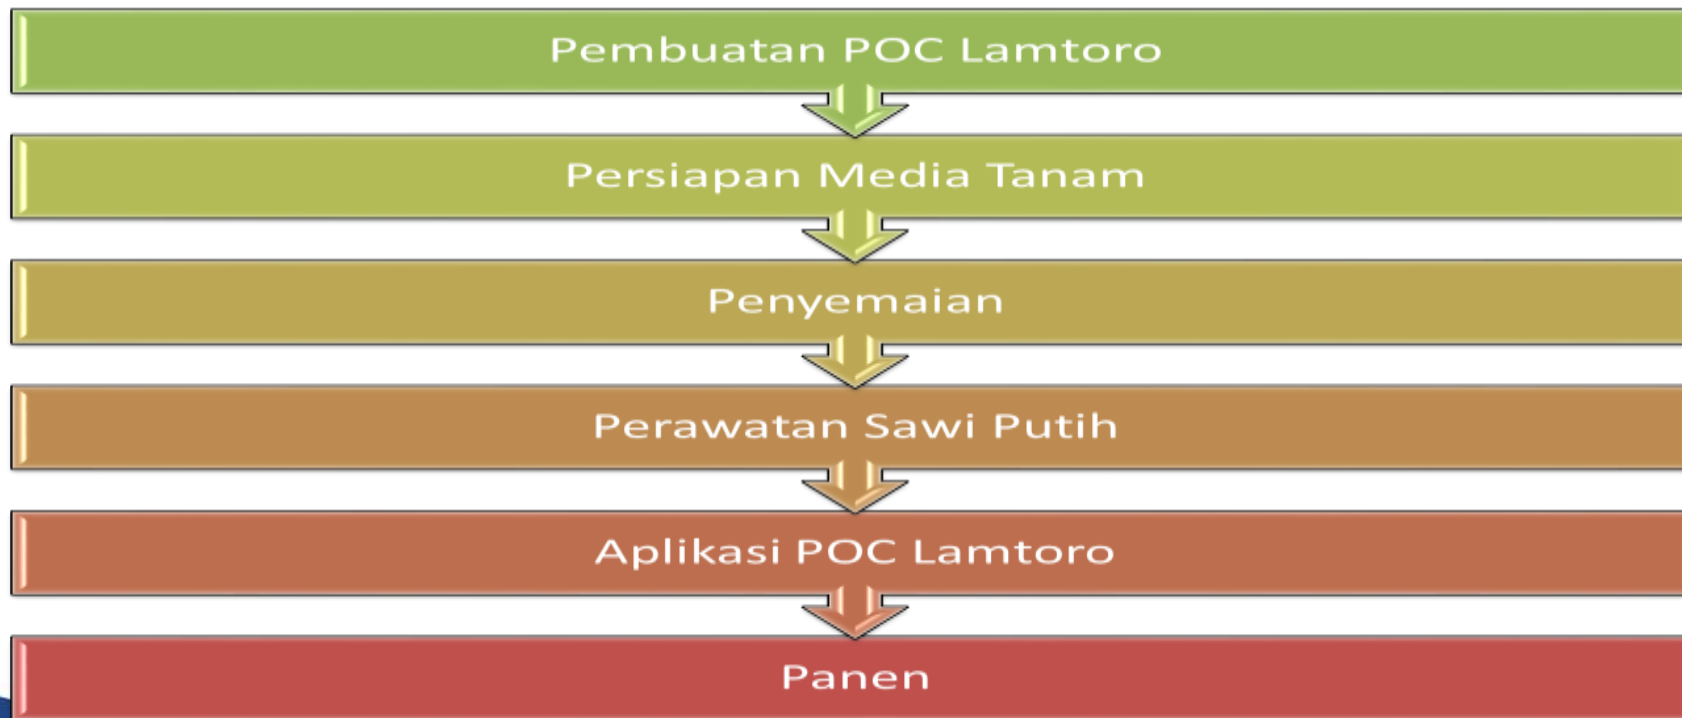 Pembuatan POC Lamtoro
Persiapan Media Tanam
Penyemaian
Perawatan Sawi Putih
Aplikasi POC Lamtoro
Panen